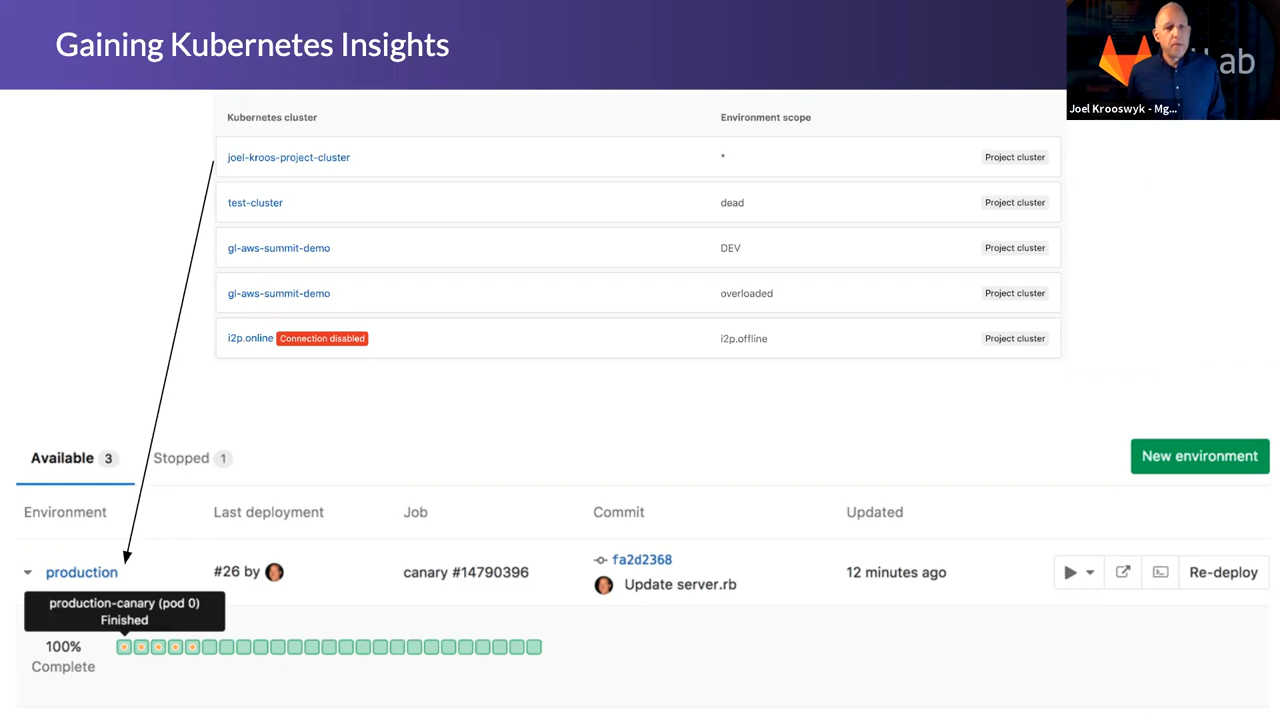 Gaining Kubernetes Insights
ab
Joel Krooswyk - Mg...
Kubernetes cluster Environment scope
joel-kroos-project-cluster * Project cluster
test-cluster dead Project cluster
gl-aws-summit-demo DEV Project cluster
gl-aws-summit-demo overloaded Project cluster
i2p.online Connection disabled i2p.offline Project cluster
Available 3 Stopped 1 New environment
Environment Last deployment Job Commit Updated
production #26 by canary #14790396 fa2d2368 12 minutes ago Re-deploy
Update server.rb
production-canary (pod 0)
Finished
100%
Complete